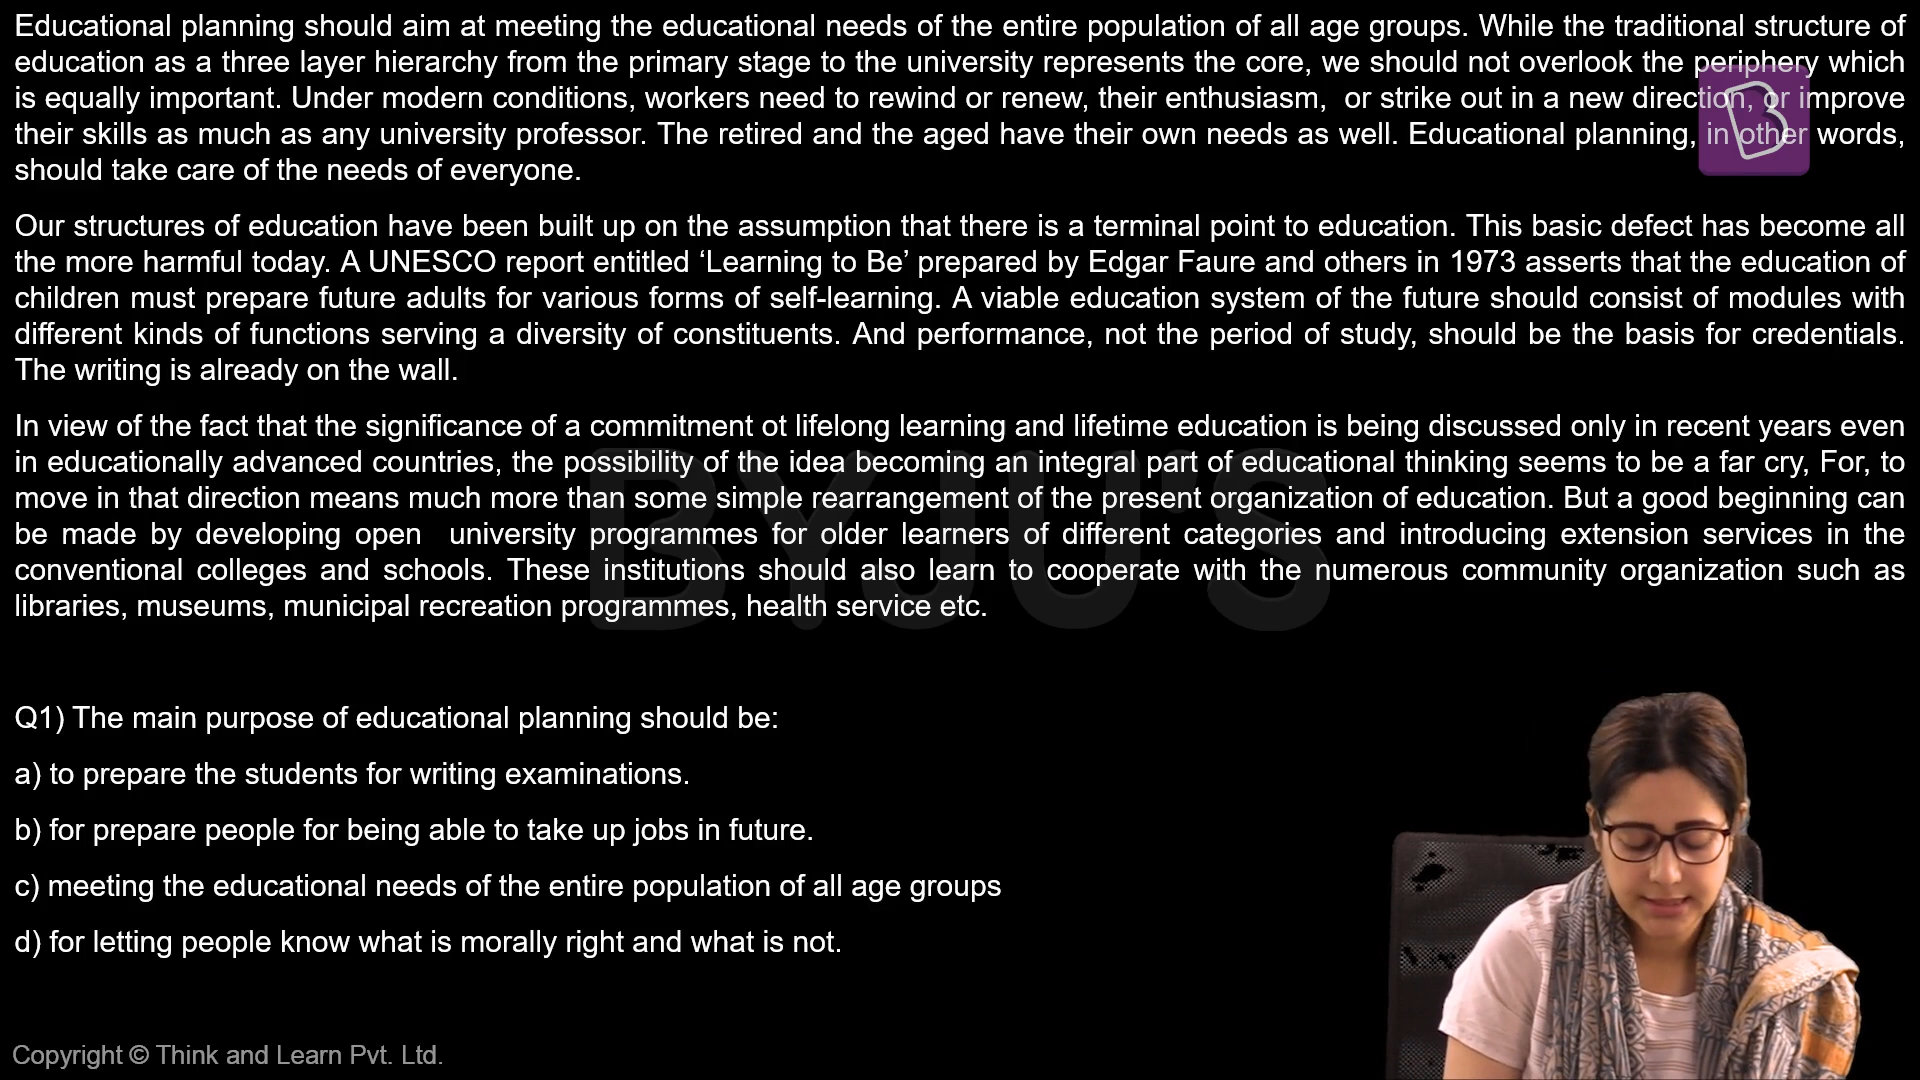 Educational planning should aim at meeting the educational needs of the entire population of all age groups. While the traditional structure of
education as a three layer hierarchy from the primary stage to the university represents the core, we should not overlook the periphery which
is equally important. Under modern conditions, workers need to rewind or renew, their enthusiasm, or strike out in a new direction, or improve
their skills as much as any university professor. The retired and the aged have their own needs as well. Educational planning, in other words,
should take care of the needs of everyone.
Our structures of education have been built up on the assumption that there is a terminal point to education. This basic defect has become all
the more harmful today. A UNESCO report entitled ‘Learning to Be’ prepared by Edgar Faure and others in 1973 asserts that the education of
children must prepare future adults for various forms of self-learning. A viable education system of the future should consist of modules with
different kinds of functions serving a diversity of constituents. And performance, not the period of study, should be the basis for credentials.
The writing is already on the wall.
In view of the fact that the significance of a commitment ot lifelong learning and lifetime education is being discussed only in recent years even
in educationally advanced countries, the possibility of the idea becoming an integral part of educational thinking seems to be a far cry, For, to
move in that direction means much more than some simple rearrangement of the present organization of education. But a good beginning can
be made by developing open university programmes for older learners of different categories and introducing extension services in the
conventional colleges and schools. These institutions should also learn to cooperate with the numerous community organization such as
libraries, museums, municipal recreation programmes, health service etc.
BYJU'S
Q1) The main purpose of educational planning should be:
a) to prepare the students for writing examinations.
b) for prepare people for being able to take up jobs in future.
c) meeting the educational needs of the entire population of all age groups
d) for letting people know what is morally right and what is not.
Copyright © Think and Learn Pvt. Ltd.